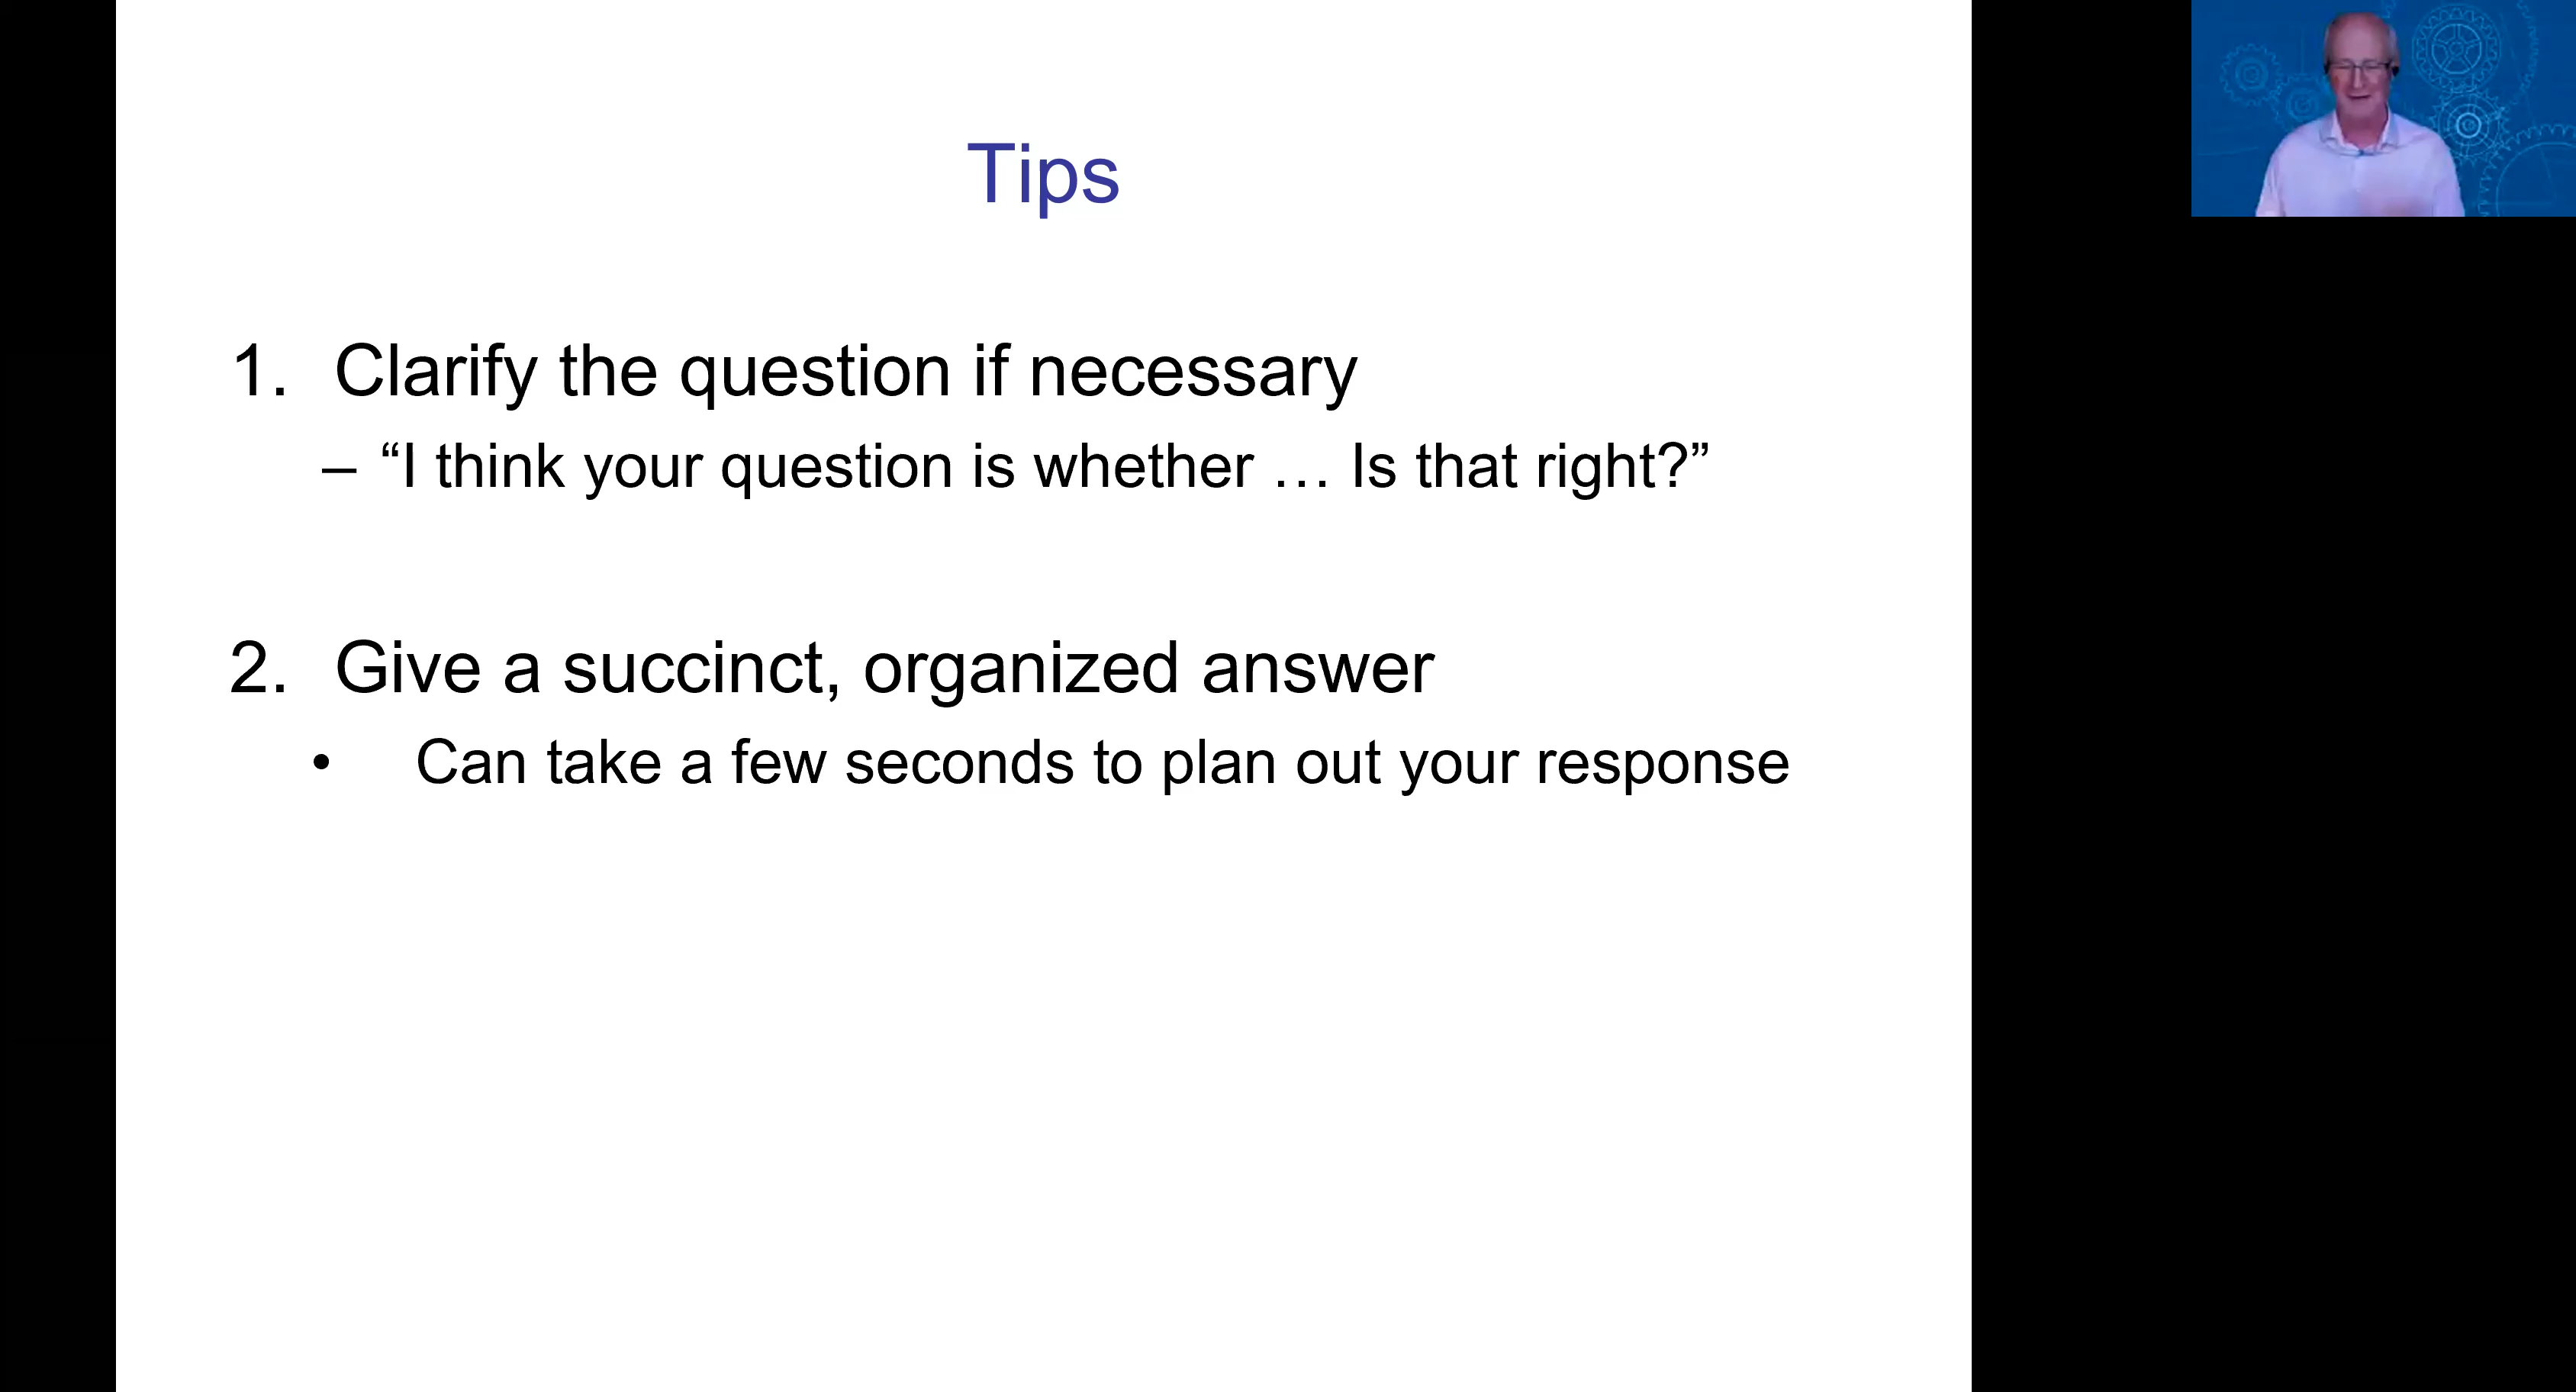 Tips
1. Clarify the question if necessary
– “I think your question is whether … Is that right?”
2. Give a succinct, organized answer
• Can take a few seconds to plan out your response